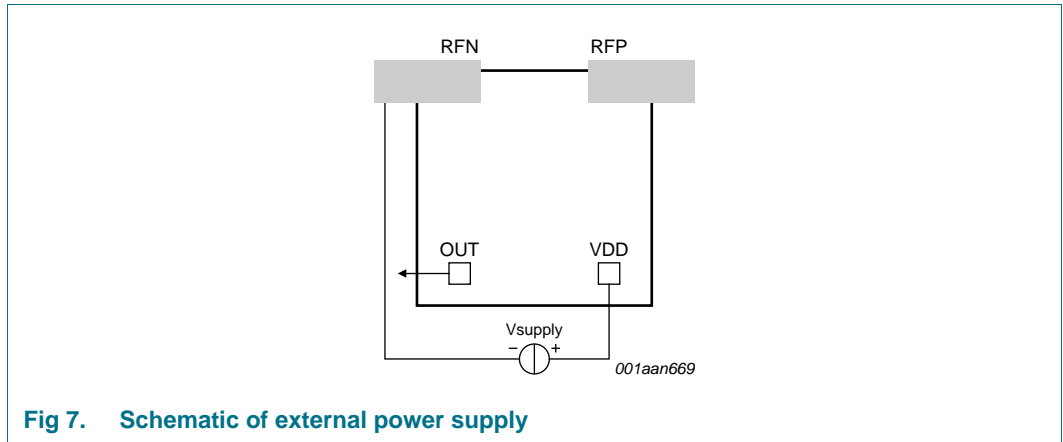 RFN RFP
OUT VDD
Vsupply
− +
001aan669
Fig 7. Schematic of external power supply